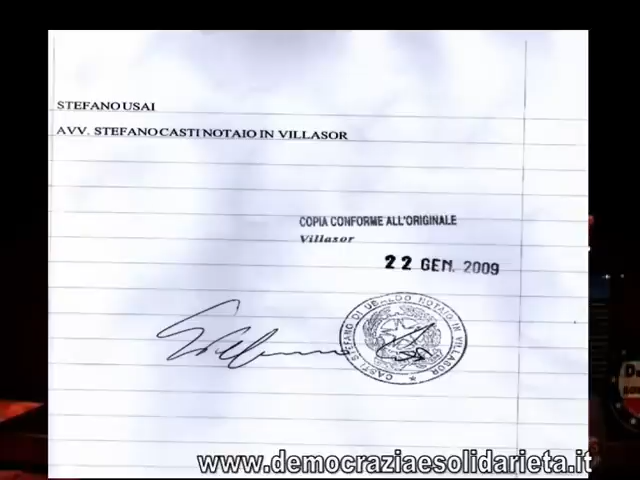 STEFANO USAI
AVV. STEFANO CASTI NOTAIO IN VILLASOR
COPIA CONFORME ALL'ORIGINALE
Villasor
22 GEN. 2009
CASTI STEFANO DI UBALDO NOTAIO IN VILLASOR
www.democraziaesolidarieta.it